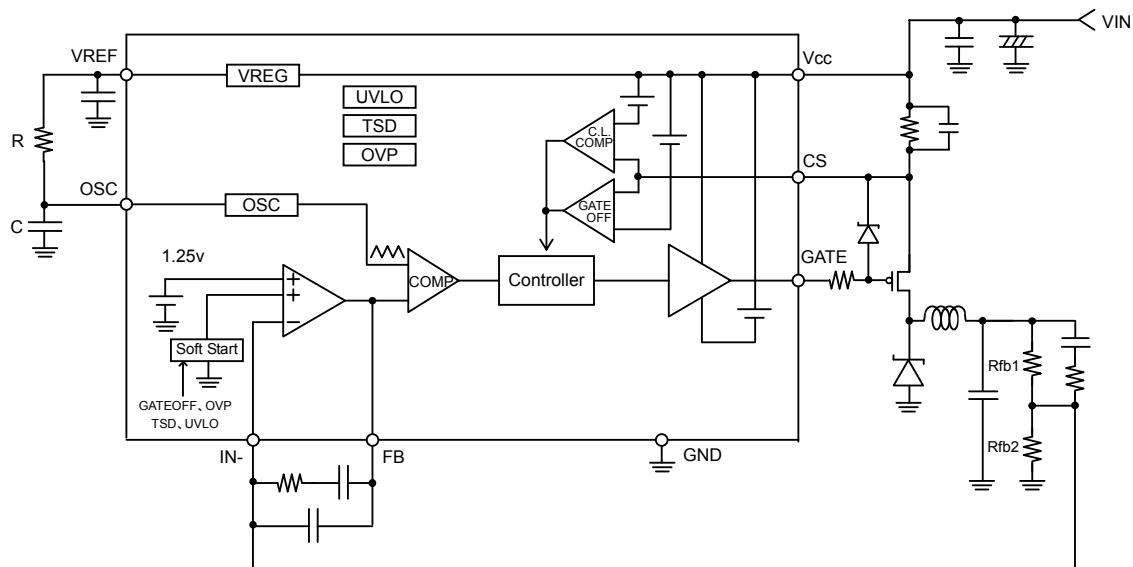 VIN
VREF
Vcc
VREG
UVLO
TSD
OVP
C.L.
COMP
R
CS
OSC
OSC
GATE
OFF
C
1.25v
GATE
COMP
Controller
Soft Start
Rfb1
GATEOFF、OVP
TSD、UVLO
IN-
FB
GND
Rfb2